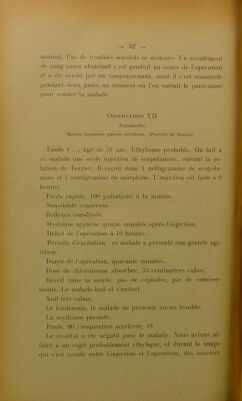 — 52 —
normal. Pas de troubles sensitifs ni moteurs. Un écoulement
de sang assez abondant s'est produit au cours de l'opération
et a été arrêté par un tamponnement, mais il s'est renouvelé
pendant deux jours au moment où l'on sortait le pansement
pour sonder la malade.
OBSERVATION VII
(Personnelle)
Hernie inguinale gauche récidivée. (Procédé de Bassini).
Emile C..., âgé de 31 ans. Ethylisme probable. On fait à
ce malade une seule injection de scopolamine, suivant la so-
lution de Terrier. Il reçoit donc 1 milligramme de scopola-
mine et 1 centigramme de morphine. L'injection est faite à 9
heures.
Pouls rapide, 100 pulsations à la minute.
Sensibilité conservée.
Réflexes conservés.
Mydriase apparue quinze minutes après l'injection.
Début de l'opération à 10 heures.
Période d'excitation : ce malade a présenté une grande agi-
tation.
Durée de l'opération, quarante minutes.
Dose de chloroforme absorbée, 35 centimètres cubes.
Réveil dans la soirée, pas de céphalée, pas de vomisse-
ments. Le malade boit et s'endort.
Nuit très calme.
Le lendemain, le malade ne présente aucun trouble.
La mydriase persiste.
Pouls, 90 : respiration accélérée, 18.
Le résultat a été négatif pour le malade. Nous avions af-
faire à un sujet probablement éthylique, et durant le temps
qui s'est écoulé entre l'injection et l'opération, des ouvriers